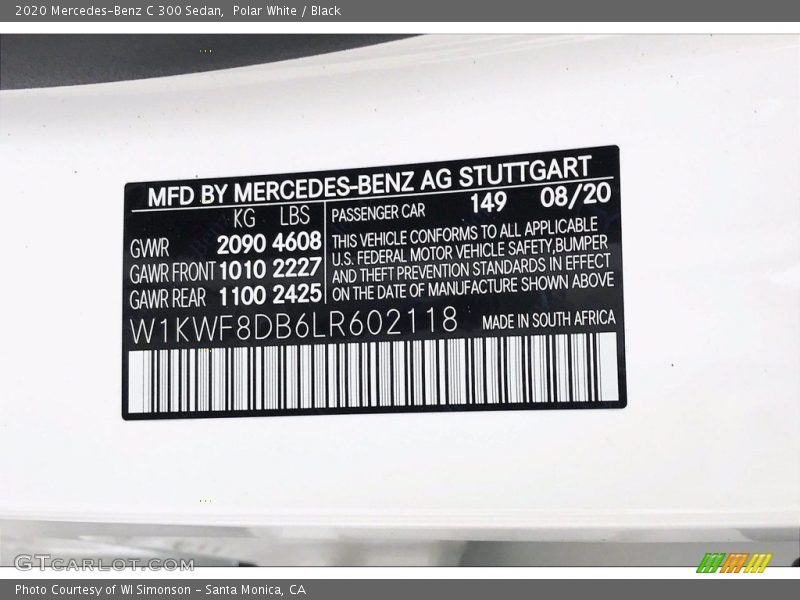 2020 Mercedes-Benz C 300 Sedan,  Polar White / Black
MFD BY MERCEDES-BENZ AG STUTTGART
KG LBS PASSENGER CAR 149 08/20
GVWR 2090 4608
GAWR FRONT 1010 2227
GAWR REAR 1100 2425
THIS VEHICLE CONFORMS TO ALL APPLICABLE
U.S. FEDERAL MOTOR VEHICLE SAFETY,BUMPER
AND THEFT PREVENTION STANDARDS IN EFFECT
ON THE DATE OF MANUFACTURE SHOWN ABOVE
W1KWF8DB6LR602118 MADE IN SOUTH AFRICA
GTCARLOT.COM
Photo Courtesy of WI Simonson - Santa Monica, CA